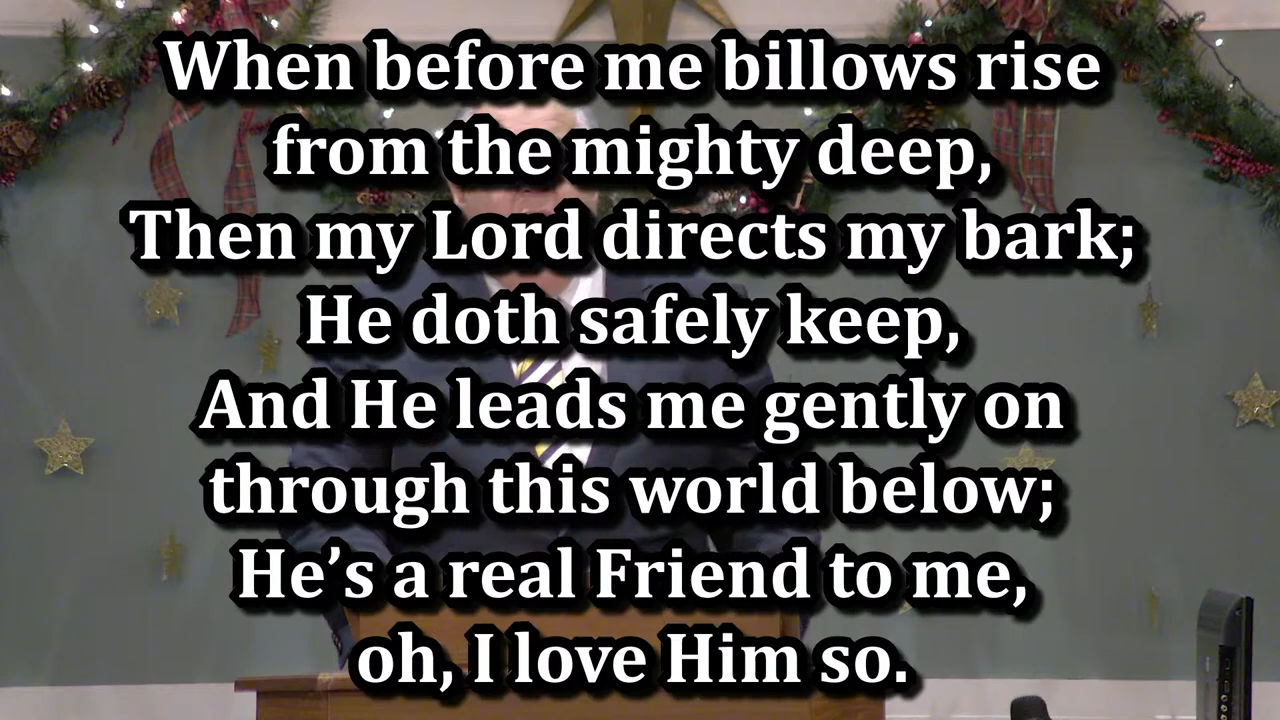 When before me billows rise
from the mighty deep,
Then my Lord directs my bark;
He doth safely keep,
And He leads me gently on
through this world below;
He’s a real Friend to me,
oh, I love Him so.